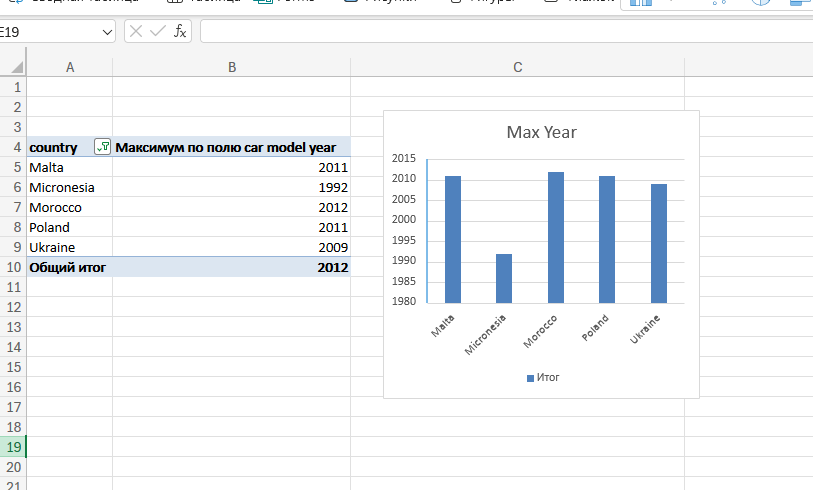 E19
fx
A B C
1
2
3
4 country Максимум по полю car model year
5 Malta 2011
6 Micronesia 1992
7 Morocco 2012
8 Poland 2011
9 Ukraine 2009
10 Общий итог 2012
11
12
13
14
15
16
17
18
19
20
21
Max Year
2015
2010
2005
2000
1995
1990
1985
1980
Malta Micronesia Morocco Poland Ukraine
Итог